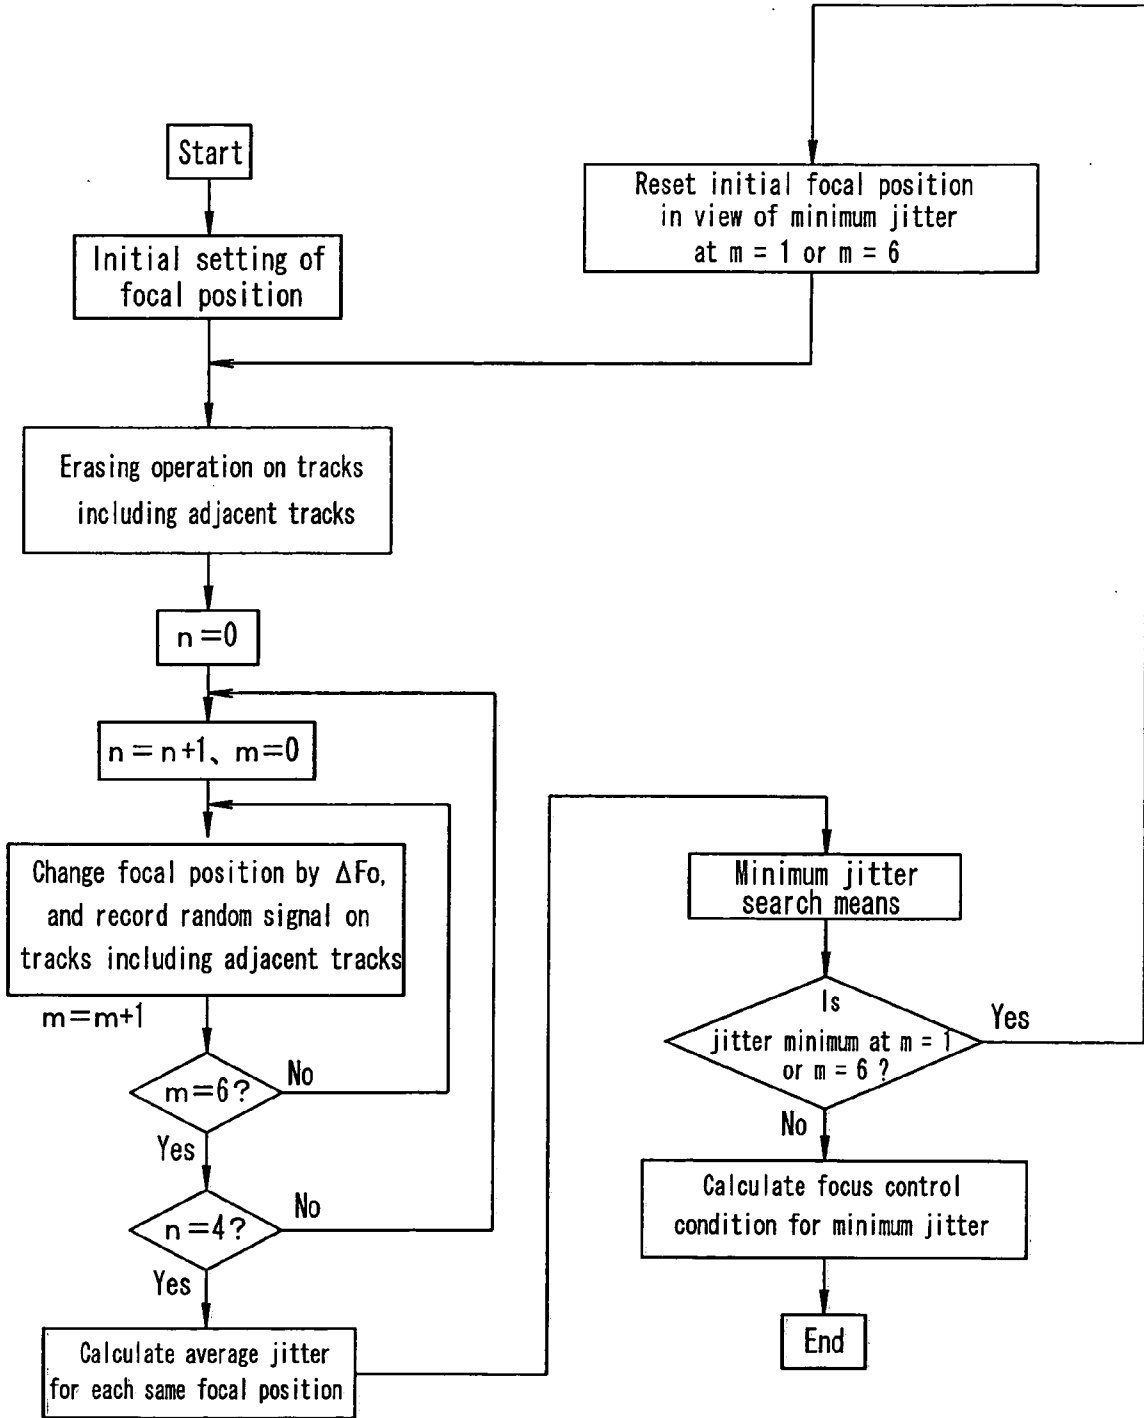 Start
Initial setting of
focal position
Reset initial focal position
in view of minimum jitter
at m = 1 or m = 6
Erasing operation on tracks
including adjacent tracks
n=0
n=n+1、m=0
Change focal position by ΔFo,
and record random signal on
tracks including adjacent tracks
m=m+1
m=6?
No
Yes
n=4?
No
Yes
Calculate average jitter
for each same focal position
Minimum jitter
search means
Is
jitter minimum at m = 1
or m = 6 ?
Yes
No
Calculate focus control
condition for minimum jitter
End